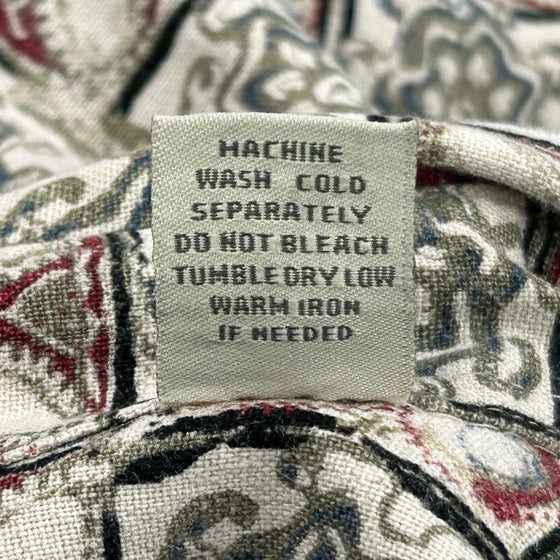 MACHINE
WASH COLD
SEPARATELY
DO NOT BLEACH
TUMBLE DRY LOW
WARM IRON
IF NEEDED